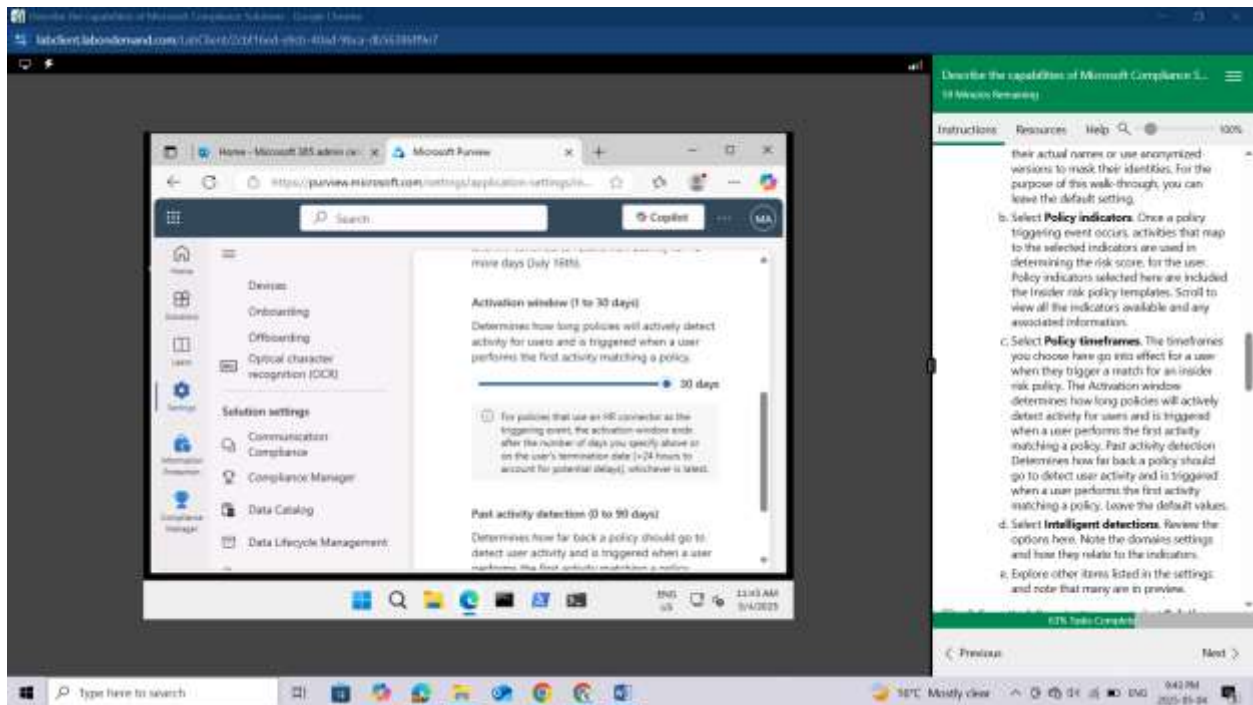 Describe the capabilities of Microsoft Compliance Solutions - Google Chrome
Describe the capabilities of Microsoft Compliance S...
59 Minutes Remaining
Instructions
Resources
Help
100%
Home - Microsoft 365 admin cen
Microsoft Purview
Search
Copilot
MA
Home
Solutions
Learn
Settings
Information Protection
Compliance Manager
Devices
Onboarding
Offboarding
Optical character
recognition (OCR)
Solution settings
Communication
Compliance
Compliance Manager
Data Catalog
Data Lifecycle Management
more days (July 16th).
Activation window (1 to 30 days)
Determines how long policies will actively detect
activity for users and is triggered when a user
performs the first activity matching a policy.
30 days
For policies that use an HR connector as the
triggering event, the activation window ends
after the number of days you specify above or
on the user's termination date (+24 hours to
account for potential delays), whichever is latest.
Past activity detection (0 to 90 days)
Determines how far back a policy should go to
detect user activity and is triggered when a user
performs the first activity matching a policy.
ENG
US
11:43 AM
5/4/2025
their actual names or use anonymized
versions to mask their identities. For the
purpose of this walk-through, you can
leave the default setting.
b. Select Policy indicators. Once a policy
triggering event occurs, activities that map
to the selected indicators are used in
determining the risk score, for the user.
Policy indicators selected here are included
the Insider risk policy templates. Scroll to
view all the indicators available and any
associated information.
c. Select Policy timeframes. The timeframes
you choose here go into effect for a user
when they trigger a match for an insider
risk policy. The Activation window
determines how long policies will actively
detect activity for users and is triggered
when a user performs the first activity
matching a policy. Past activity detection
Determines how far back a policy should
go to detect user activity and is triggered
when a user performs the first activity
matching a policy. Leave the default values.
d. Select Intelligent detections. Review the
options here. Note the domains settings
and how they relate to the indicators.
e. Explore other items listed in the settings
and note that many are in preview.
63% Tasks Complete
Previous
Next
Type here to search
16°C Mostly clear
ENG
9:43 PM
2025-05-04